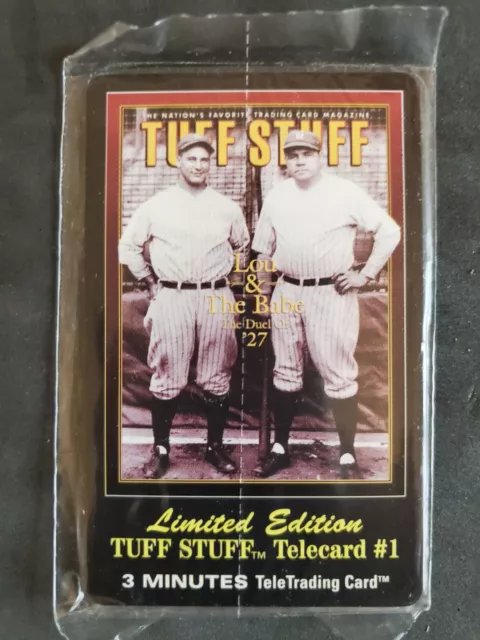 THE NATION'S FAVORITE TRADING CARD MAGAZINE
TUFF STUFF
Lou
&
The Babe
The Duel Of
'27
Limited Edition
TUFF STUFF™ Telecard #1
3 MINUTES TeleTrading Card™